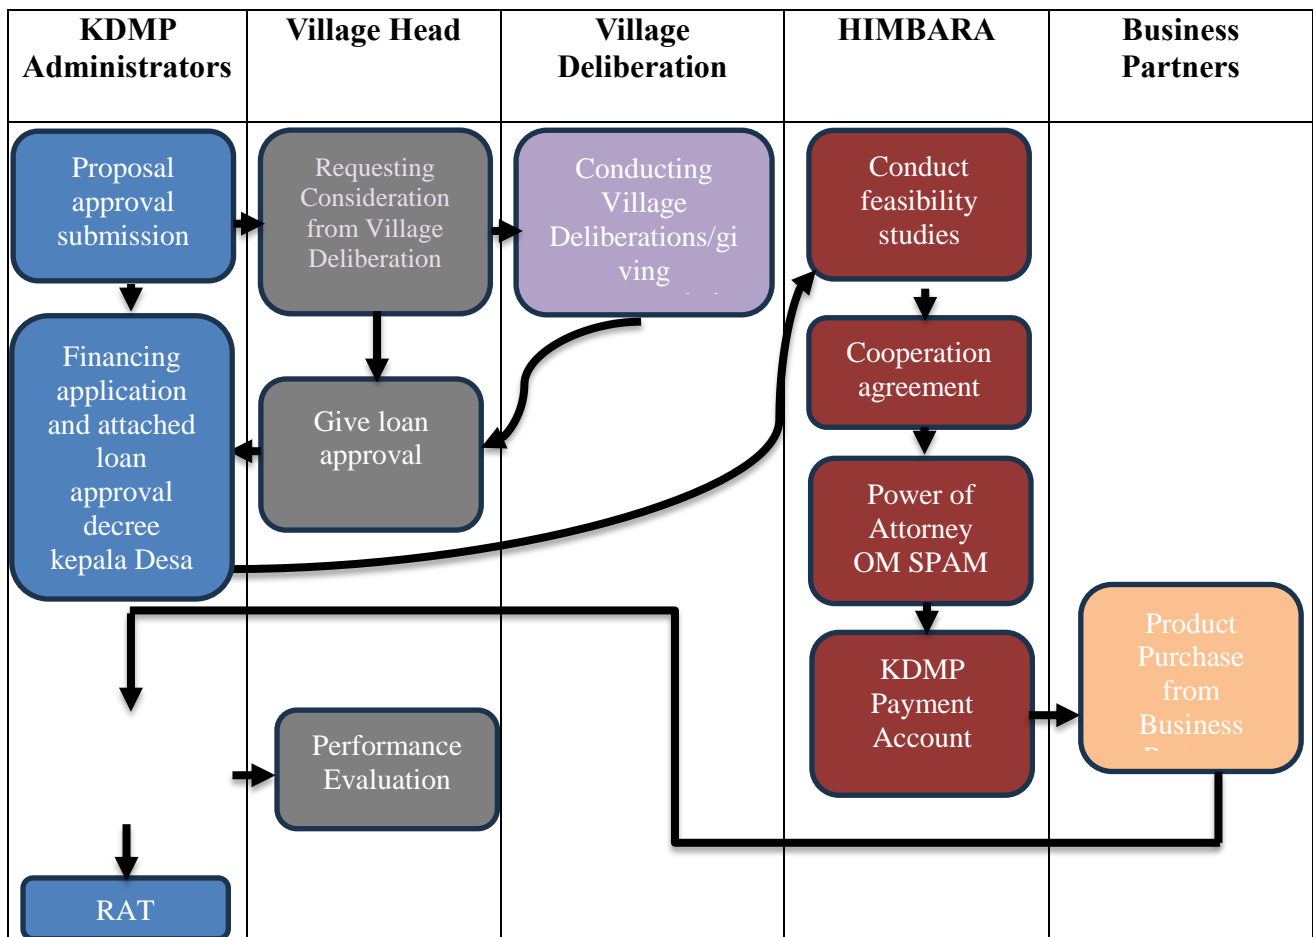 KDMP
Administrators
Village Head
Village
Deliberation
HIMBARA
Business
Partners
Proposal
approval
submission
Requesting
Consideration
from Village
Deliberation
Conducting
Village
Deliberations/gi
ving
Conduct
feasibility
studies
Financing
application
and attached
loan
approval
decree
kepala Desa
Give loan
approval
Cooperation
agreement
Power of
Attorney
OM SPAM
KDMP
Payment
Account
Product
Purchase
from
Business
Performance
Evaluation
RAT